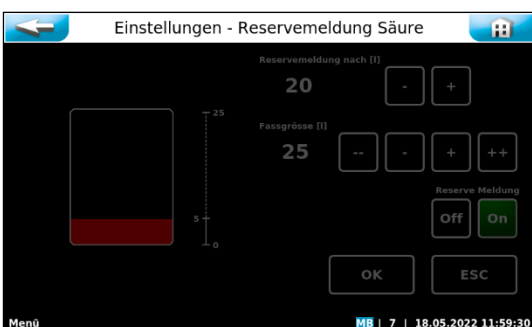 Einstellungen - Reservemeldung Säure
Reservemeldung nach [l]
20 - +
Fassgrösse [l]
25 -- - + ++
25
5
0
Reserve Meldung
Off On
OK ESC
Menü MB | 7 | 18.05.2022 11:59:30